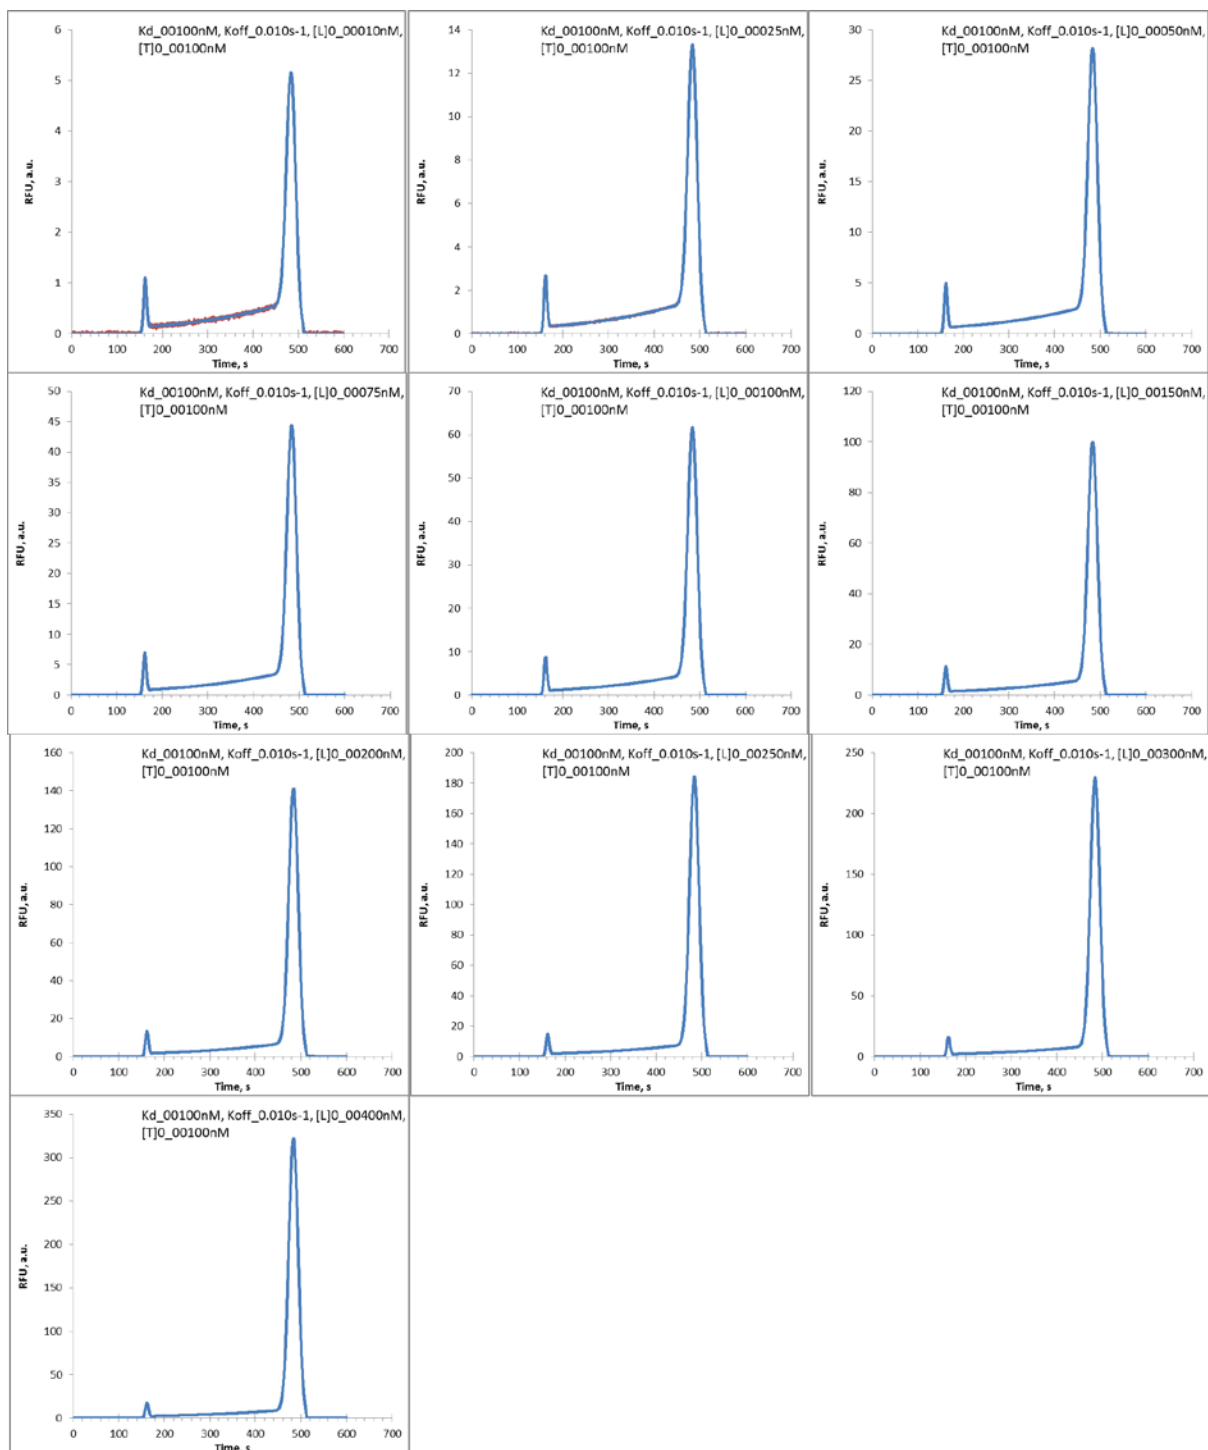 Kd_00100nM, Koff_0.010s-1, [L]0_00010nM,
[T]0_00100nM
6
5
4
3
2
1
0
RFU, a.u.
0 100 200 300 400 500 600 700
Time, s
Kd_00100nM, Koff_0.010s-1, [L]0_00025nM,
[T]0_00100nM
14
12
10
8
6
4
2
0
RFU, a.u.
0 100 200 300 400 500 600 700
Time, s
Kd_00100nM, Koff_0.010s-1, [L]0_00050nM,
[T]0_00100nM
30
25
20
15
10
5
0
RFU, a.u.
0 100 200 300 400 500 600 700
Time, s
Kd_00100nM, Koff_0.010s-1, [L]0_00075nM,
[T]0_00100nM
50
45
40
35
30
25
20
15
10
5
0
RFU, a.u.
0 100 200 300 400 500 600 700
Time, s
Kd_00100nM, Koff_0.010s-1, [L]0_00100nM,
[T]0_00100nM
70
60
50
40
30
20
10
0
RFU, a.u.
0 100 200 300 400 500 600 700
Time, s
Kd_00100nM, Koff_0.010s-1, [L]0_00150nM,
[T]0_00100nM
120
100
80
60
40
20
0
RFU, a.u.
0 100 200 300 400 500 600 700
Time, s
Kd_00100nM, Koff_0.010s-1, [L]0_00200nM,
[T]0_00100nM
160
140
120
100
80
60
40
20
0
RFU, a.u.
0 100 200 300 400 500 600 700
Time, s
Kd_00100nM, Koff_0.010s-1, [L]0_00250nM,
[T]0_00100nM
200
180
160
140
120
100
80
60
40
20
0
RFU, a.u.
0 100 200 300 400 500 600 700
Time, s
Kd_00100nM, Koff_0.010s-1, [L]0_00300nM,
[T]0_00100nM
250
200
150
100
50
0
RFU, a.u.
0 100 200 300 400 500 600 700
Time, s
Kd_00100nM, Koff_0.010s-1, [L]0_00400nM,
[T]0_00100nM
350
300
250
200
150
100
50
0
RFU, a.u.
0 100 200 300 400 500 600 700
Time, s